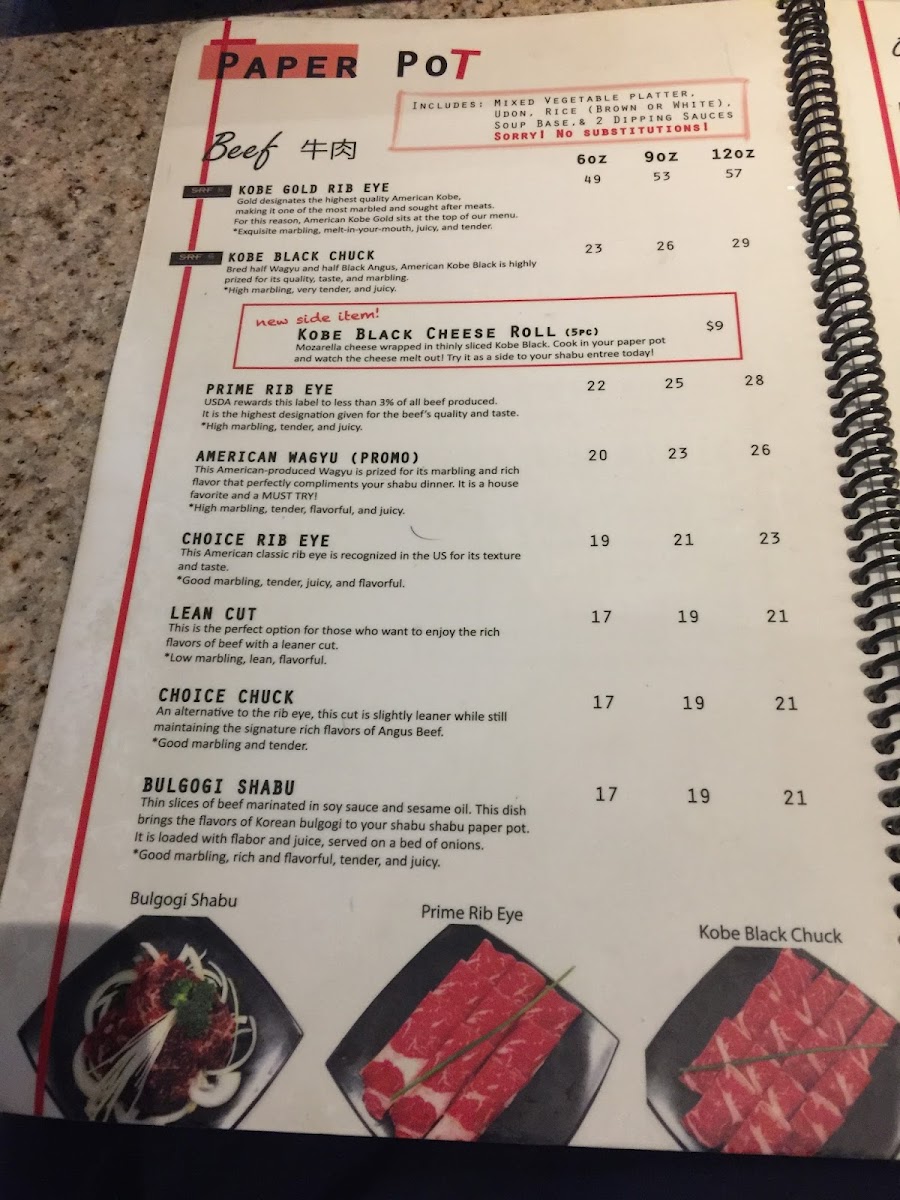 PAPER POT
INCLUDES: MIXED VEGETABLE PLATTER,
UDON, RICE (BROWN OR WHITE),
SOUP BASE,& 2 DIPPING SAUCES
SORRY! NO SUBSTITUTIONS!
Beef 牛肉
6oz 9oz 12oz
SRF KOBE GOLD RIB EYE 49 53 57
Gold designates the highest quality American Kobe,
making it one of the most marbled and sought after meats.
For this reason, American Kobe Gold sits at the top of our menu.
*Exquisite marbling, melt-in-your-mouth, juicy, and tender.
SRF KOBE BLACK CHUCK 23 26 29
Bred half Wagyu and half Black Angus, American Kobe Black is highly
prized for its quality, taste, and marbling.
*High marbling, very tender, and juicy.
new side item!
KOBE BLACK CHEESE ROLL (5PC) $9
Mozarella cheese wrapped in thinly sliced Kobe Black. Cook in your paper pot
and watch the cheese melt out! Try it as a side to your shabu entree today!
PRIME RIB EYE 22 25 28
USDA rewards this label to less than 3% of all beef produced.
It is the highest designation given for the beef's quality and taste.
*High marbling, tender, and juicy.
AMERICAN WAGYU (PROMO) 20 23 26
This American-produced Wagyu is prized for its marbling and rich
flavor that perfectly compliments your shabu dinner. It is a house
favorite and a MUST TRY!
*High marbling, tender, flavorful, and juicy.
CHOICE RIB EYE 19 21 23
This American classic rib eye is recognized in the US for its texture
and taste.
*Good marbling, tender, juicy, and flavorful.
LEAN CUT 17 19 21
This is the perfect option for those who want to enjoy the rich
flavors of beef with a leaner cut.
*Low marbling, lean, flavorful.
CHOICE CHUCK 17 19 21
An alternative to the rib eye, this cut is slightly leaner while still
maintaining the signature rich flavors of Angus Beef.
*Good marbling and tender.
BULGOGI SHABU 17 19 21
Thin slices of beef marinated in soy sauce and sesame oil. This dish
brings the flavors of Korean bulgogi to your shabu shabu paper pot.
It is loaded with flabor and juice, served on a bed of onions.
*Good marbling, rich and flavorful, tender, and juicy.
Bulgogi Shabu
Prime Rib Eye
Kobe Black Chuck